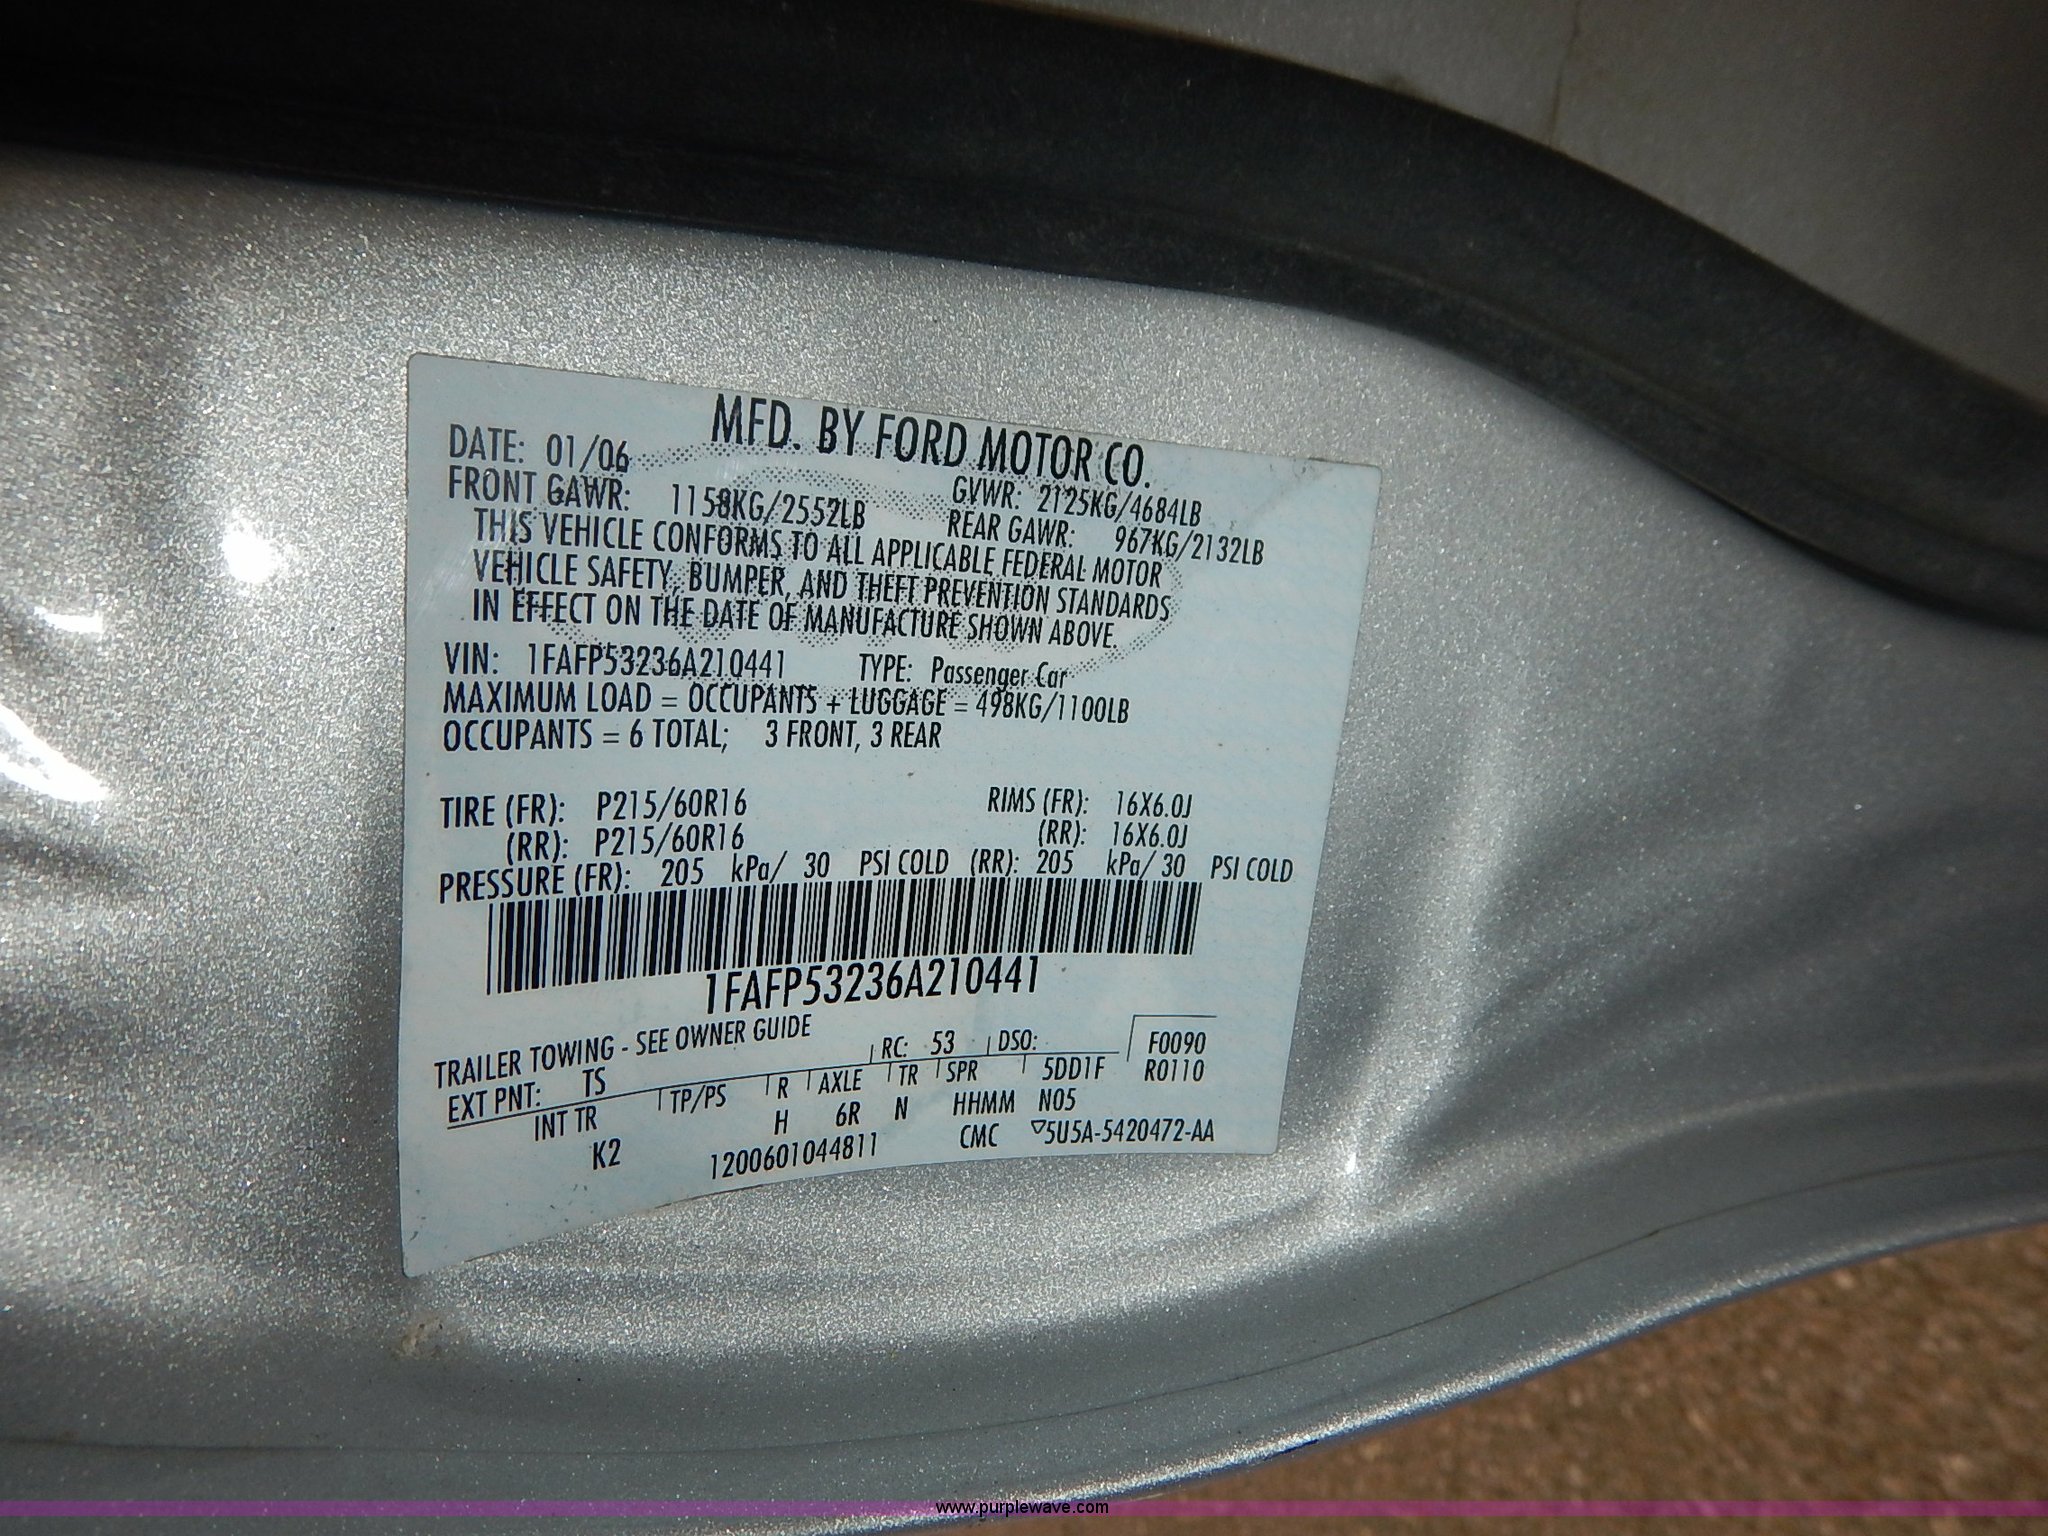 MFD. BY FORD MOTOR CO.
DATE: 01/06
GVWR: 2125KG/4684LB
FRONT GAWR: 1158KG/2552LB
REAR GAWR: 967KG/2132LB
THIS VEHICLE CONFORMS TO ALL APPLICABLE FEDERAL MOTOR
VEHICLE SAFETY, BUMPER, AND THEFT PREVENTION STANDARDS
IN EFFECT ON THE DATE OF MANUFACTURE SHOWN ABOVE.
VIN: 1FAFP53236A210441 TYPE: Passenger Car
MAXIMUM LOAD = OCCUPANTS + LUGGAGE = 498KG/1100LB
OCCUPANTS = 6 TOTAL; 3 FRONT, 3 REAR
TIRE (FR): P215/60R16 RIMS (FR): 16X6.0J
(RR): P215/60R16 (RR): 16X6.0J
PRESSURE (FR): 205 kPa/ 30 PSI COLD (RR): 205 kPa/ 30 PSI COLD
1FAFP53236A210441
TRAILER TOWING - SEE OWNER GUIDE
EXT PNT: TS RC: 53 DSO: F0090
INT TR TP/PS R AXLE TR SPR 5DD1F R0110
K2 H 6R N HHMM N05
1200601044811 CMC ▽5U5A-5420472-AA
www.purplewave.com